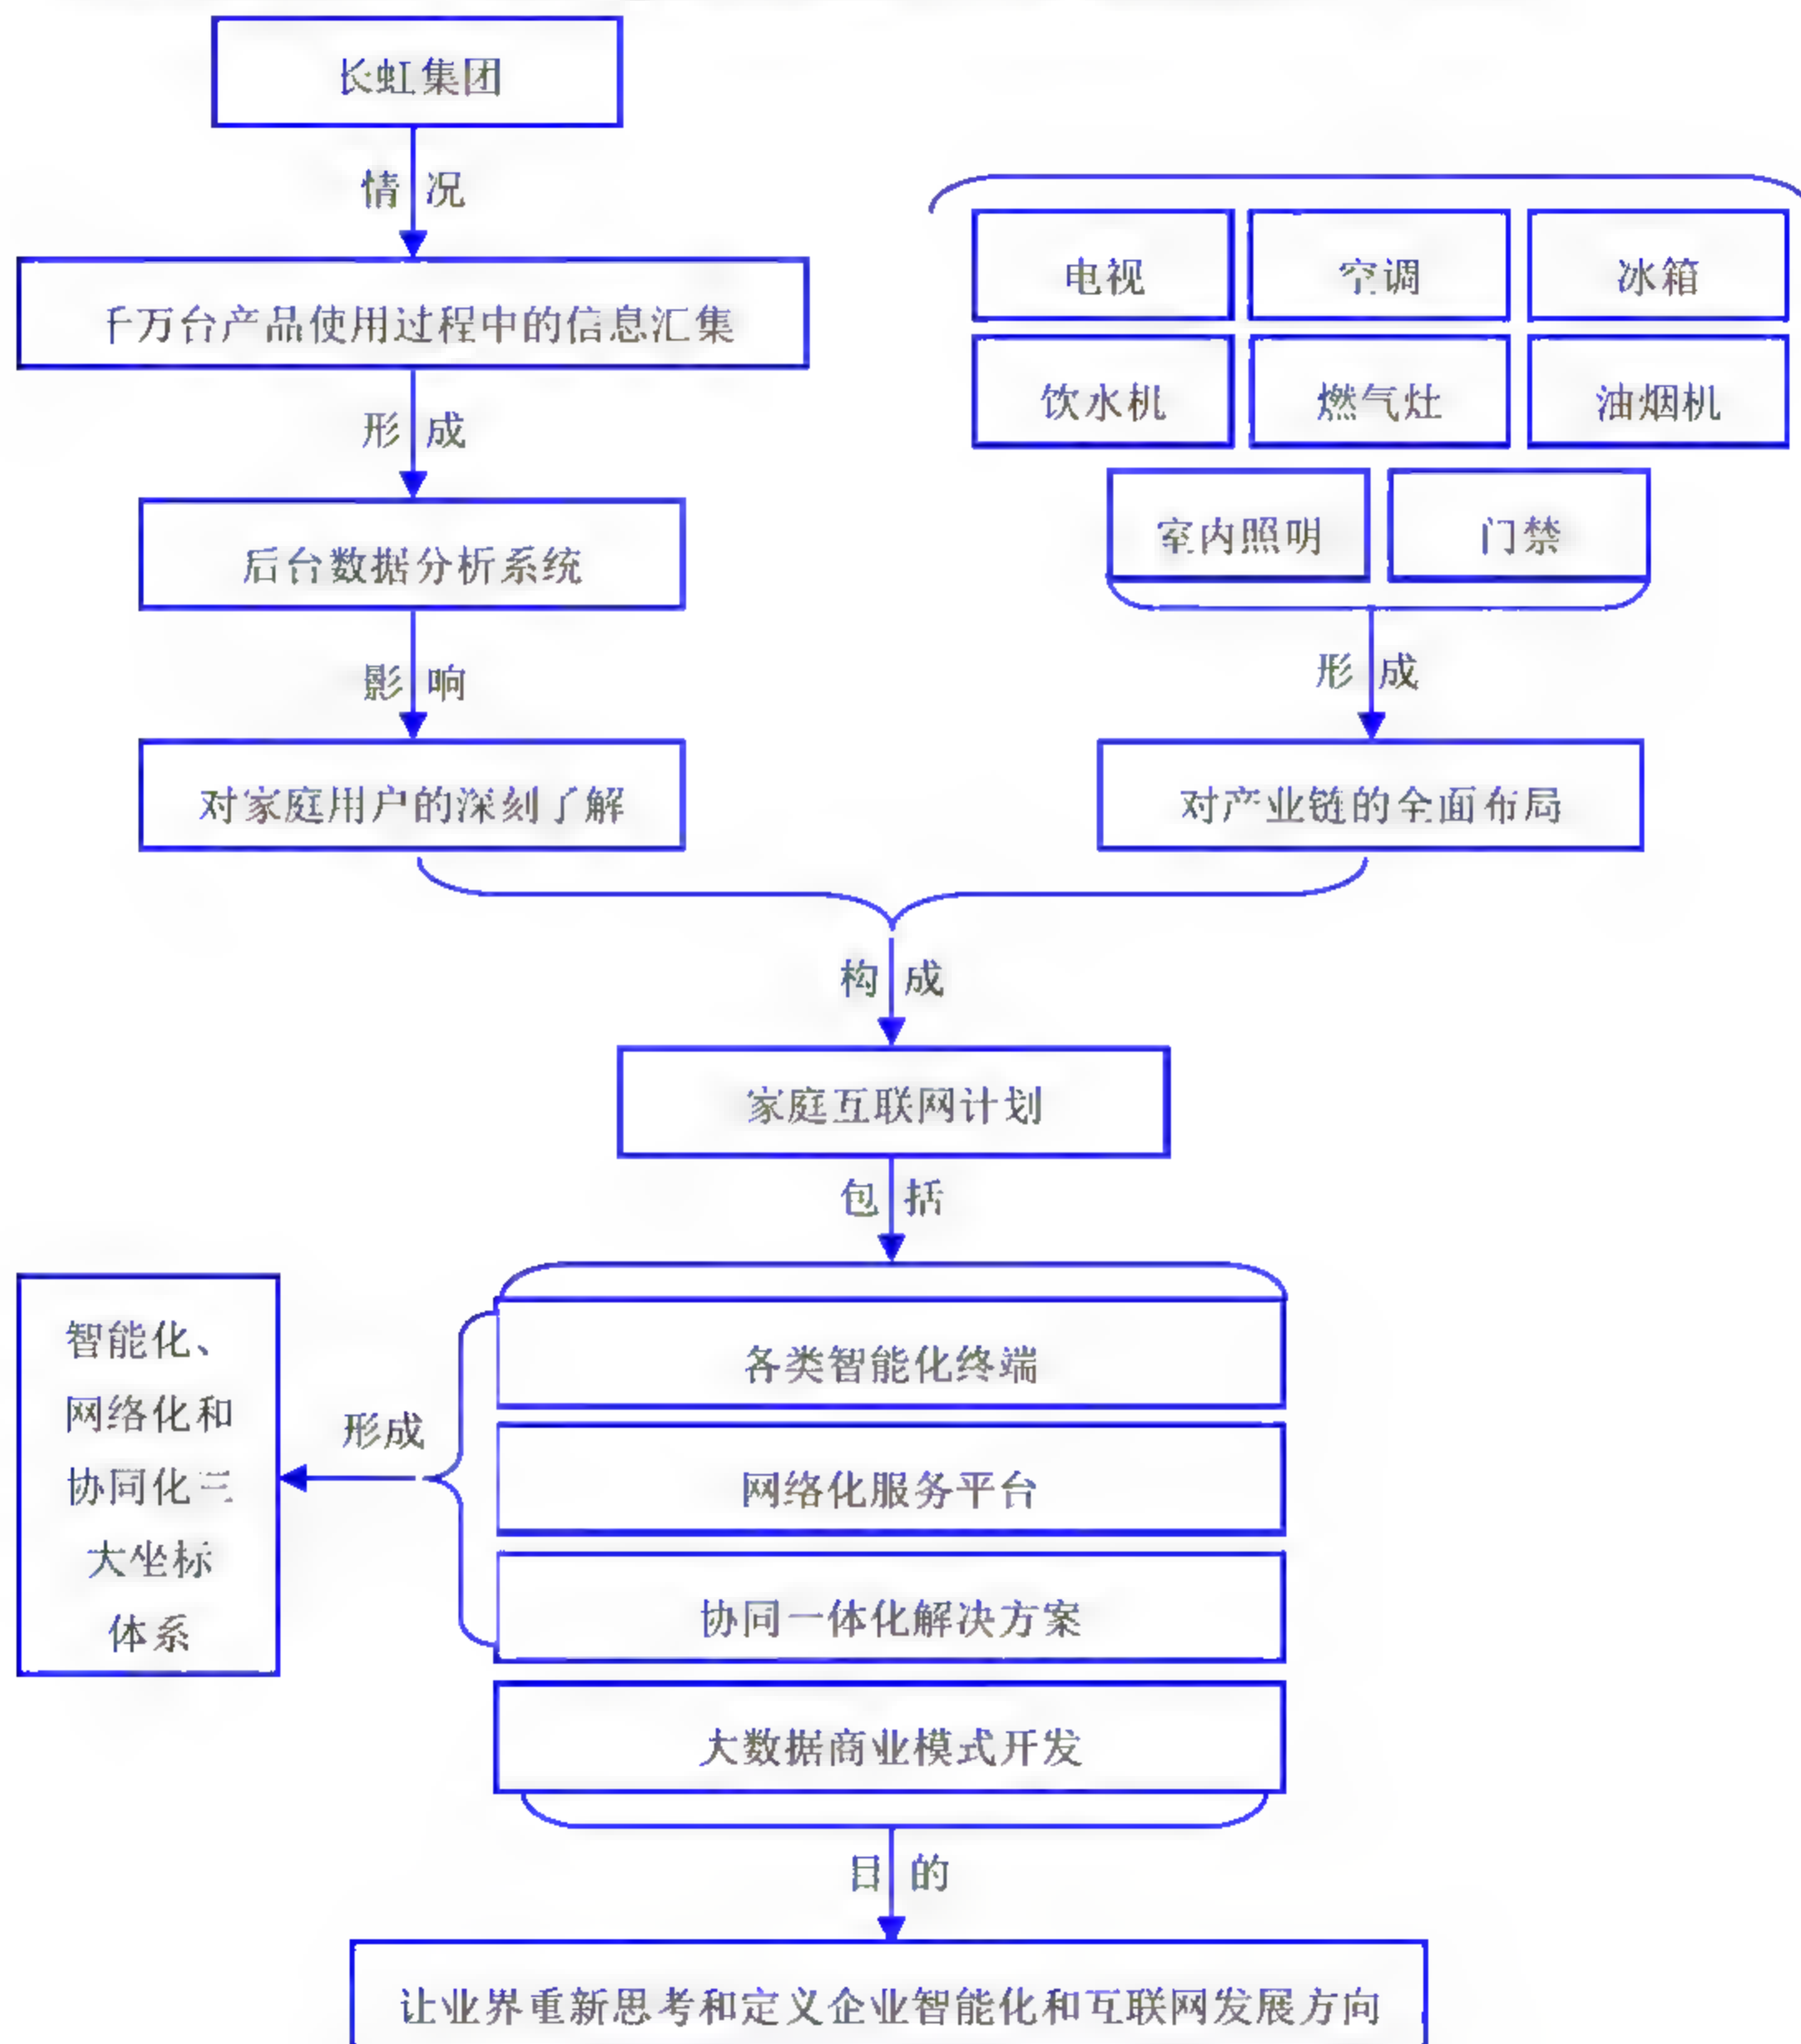 长虹集团
情况
千万台产品使用过程中的信息汇集
形成
后台数据分析系统
影响
对家庭用户的深刻了解
电视
空调
冰箱
饮水机
燃气灶
油烟机
室内照明
门禁
形成
对产业链的全面布局
构成
家庭互联网计划
包括
各类智能化终端
网络化服务平台
协同一体化解决方案
大数据商业模式开发
形成
智能化、
网络化和
协同化三
大坐标
体系
目的
让业界重新思考和定义企业智能化和互联网发展方向